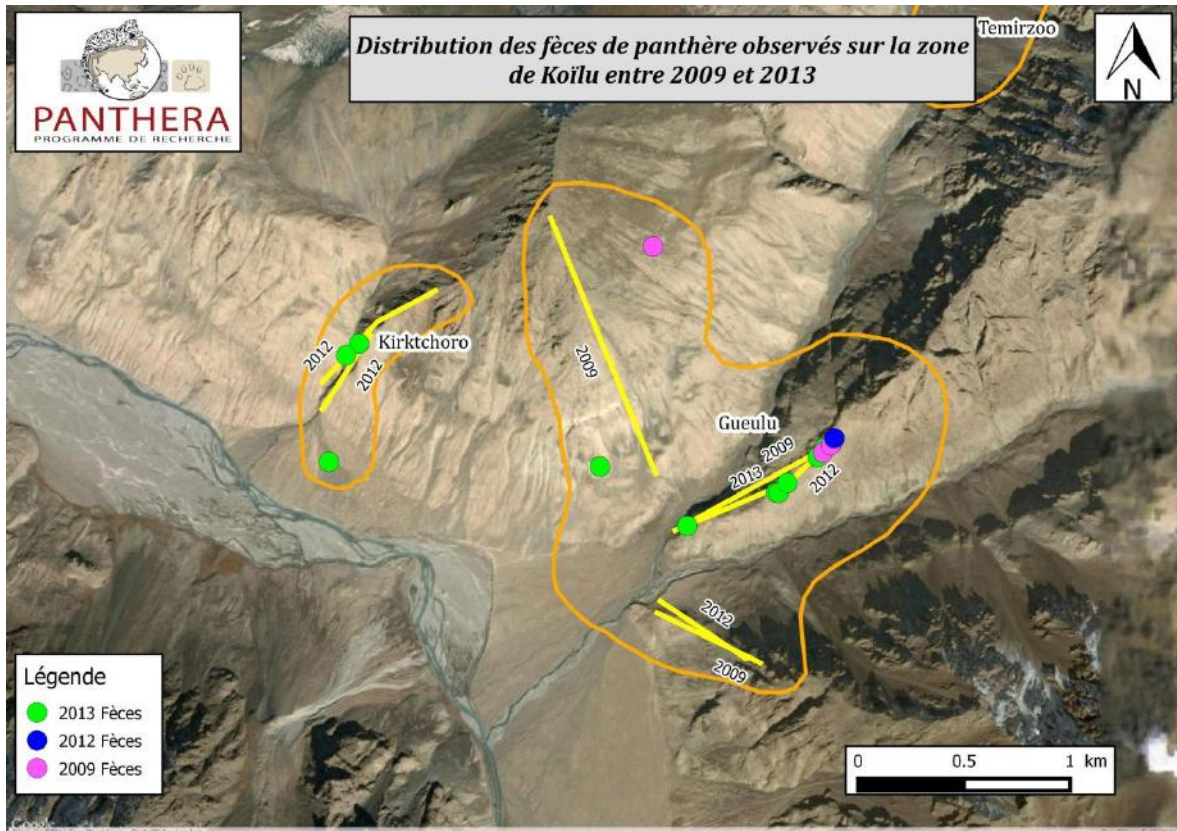 PANTHERA
PROGRAMME DE RECHERCHE
Distribution des fèces de panthère observés sur la zone
de Koïlu entre 2009 et 2013
Temirzoo
N
Kirktchoro
2012
2012
2009
Gueulu
2009
2013
2012
2012
2009
Légende
2013 Fèces
2012 Fèces
2009 Fèces
0 0.5 1 km
Google